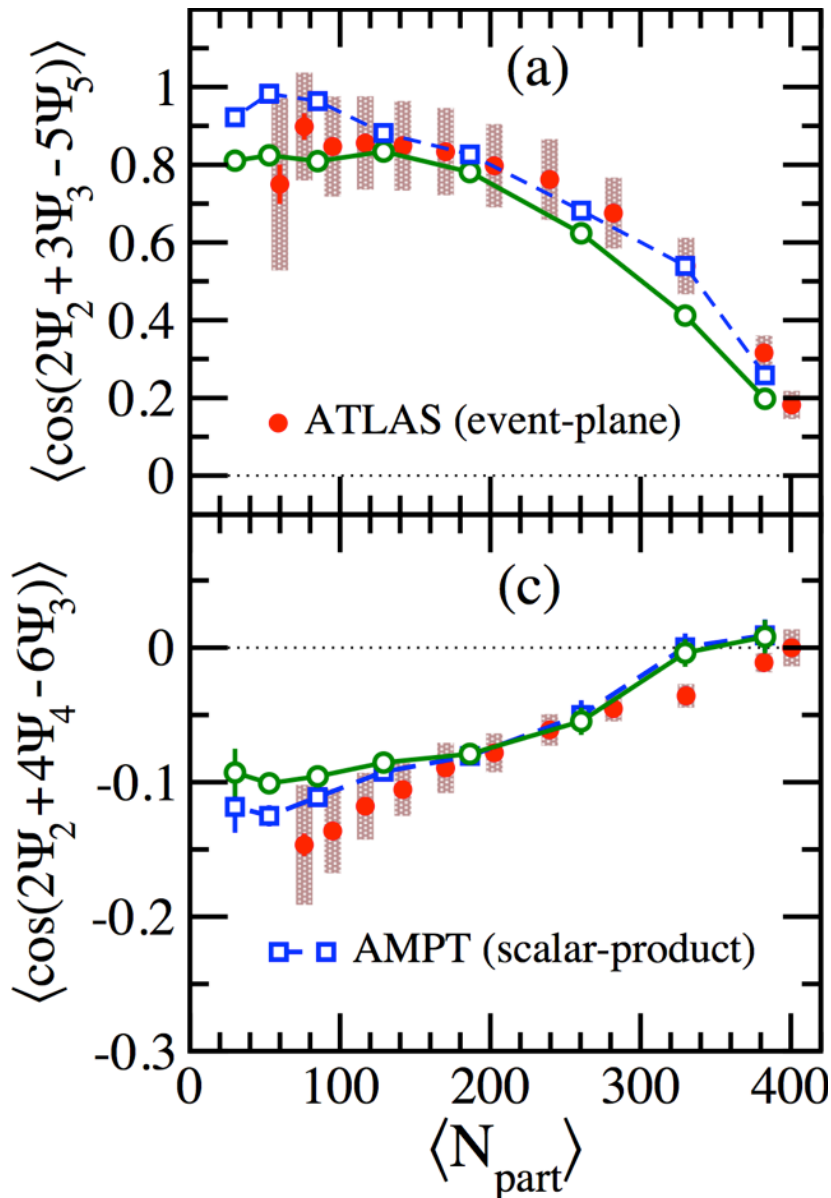 ⟨cos(2Ψ₂+3Ψ₃-5Ψ₅)⟩
(a)
1
0.8
0.6
0.4
0.2
0
ATLAS (event-plane)
⟨cos(2Ψ₂+4Ψ₄-6Ψ₃)⟩
(c)
0
-0.1
-0.2
-0.3
AMPT (scalar-product)
0 100 200 300 400
⟨N_part⟩